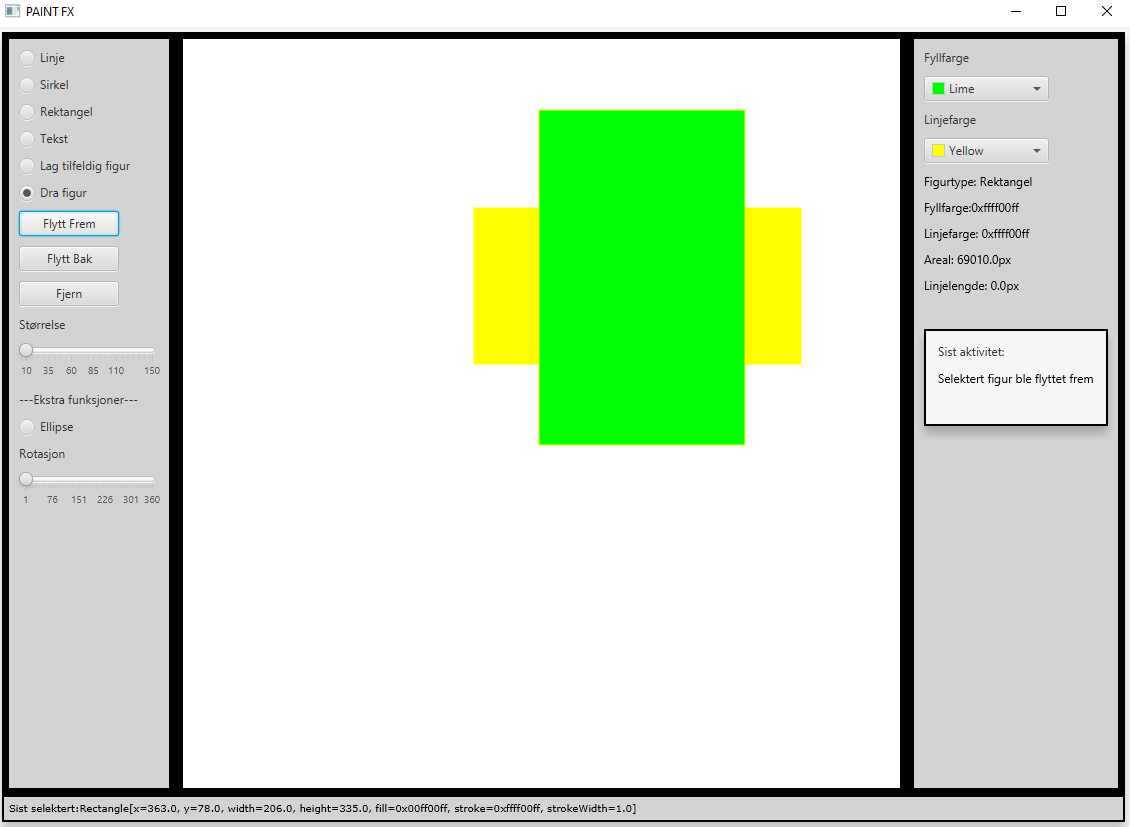 PAINT FX
Linje
Sirkel
Rektangel
Tekst
Lag tilfeldig figur
Dra figur
Flytt Frem
Flytt Bak
Fjern
Størrelse
10 35 60 85 110 150
---Ekstra funksjoner---
Ellipse
Rotasjon
1 76 151 226 301 360
Fyllfarge
Lime
Linjefarge
Yellow
Figurtype: Rektangel
Fyllfarge:0xffff00ff
Linjefarge: 0xffff00ff
Areal: 69010.0px
Linjelengde: 0.0px
Sist aktivitet:
Selektert figur ble flyttet frem
Sist selektert:Rectangle[x=363.0, y=78.0, width=206.0, height=335.0, fill=0x00ff00ff, stroke=0xffff00ff, strokeWidth=1.0]